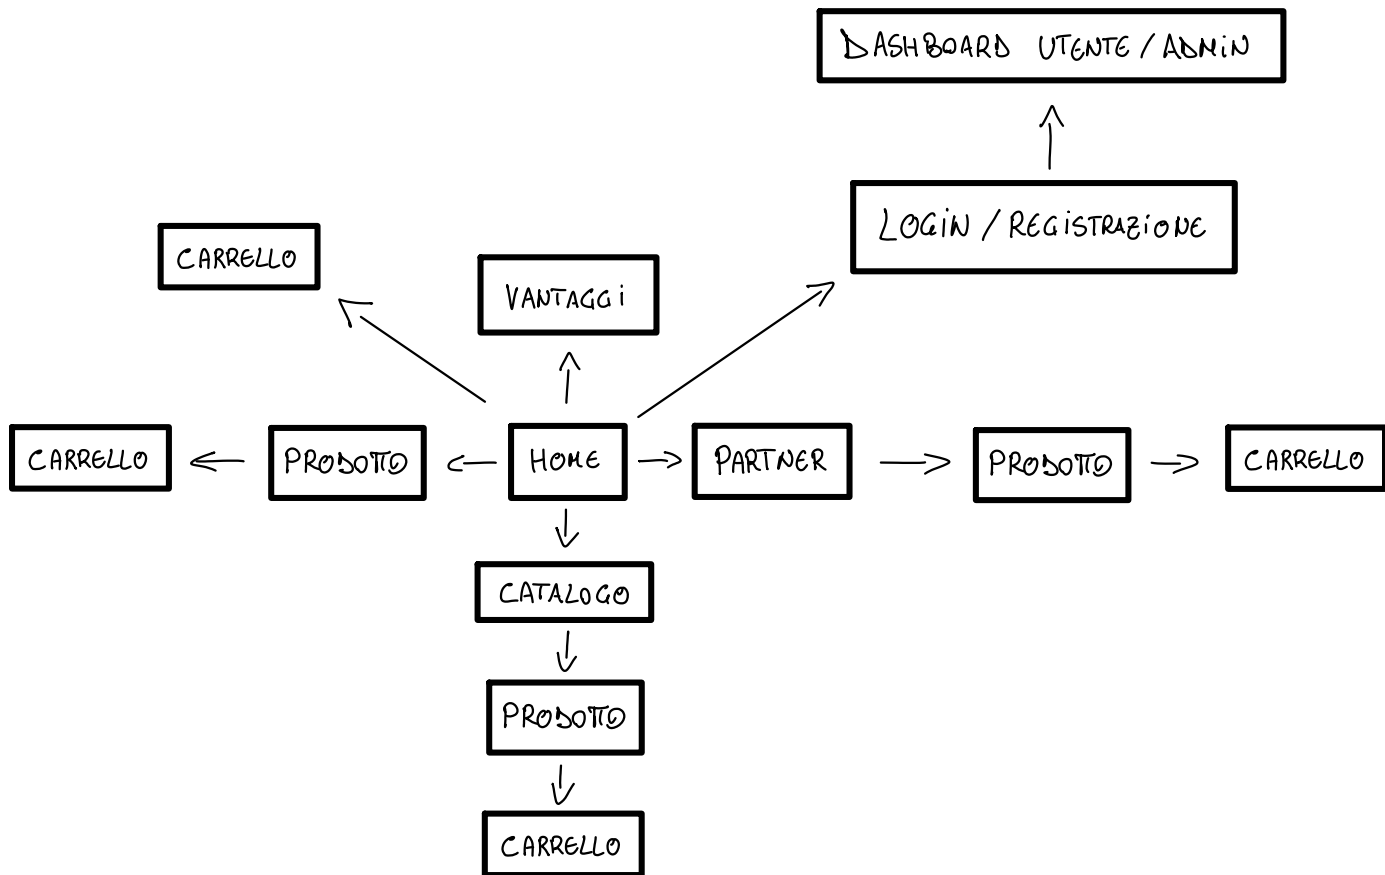 DASHBOARD UTENTE / ADMIN
LOGIN / REGISTRAZIONE
CARRELLO
VANTAGGI
CARRELLO
PRODOTTO
HOME
PARTNER
PRODOTTO
CARRELLO
CATALOGO
PRODOTTO
CARRELLO